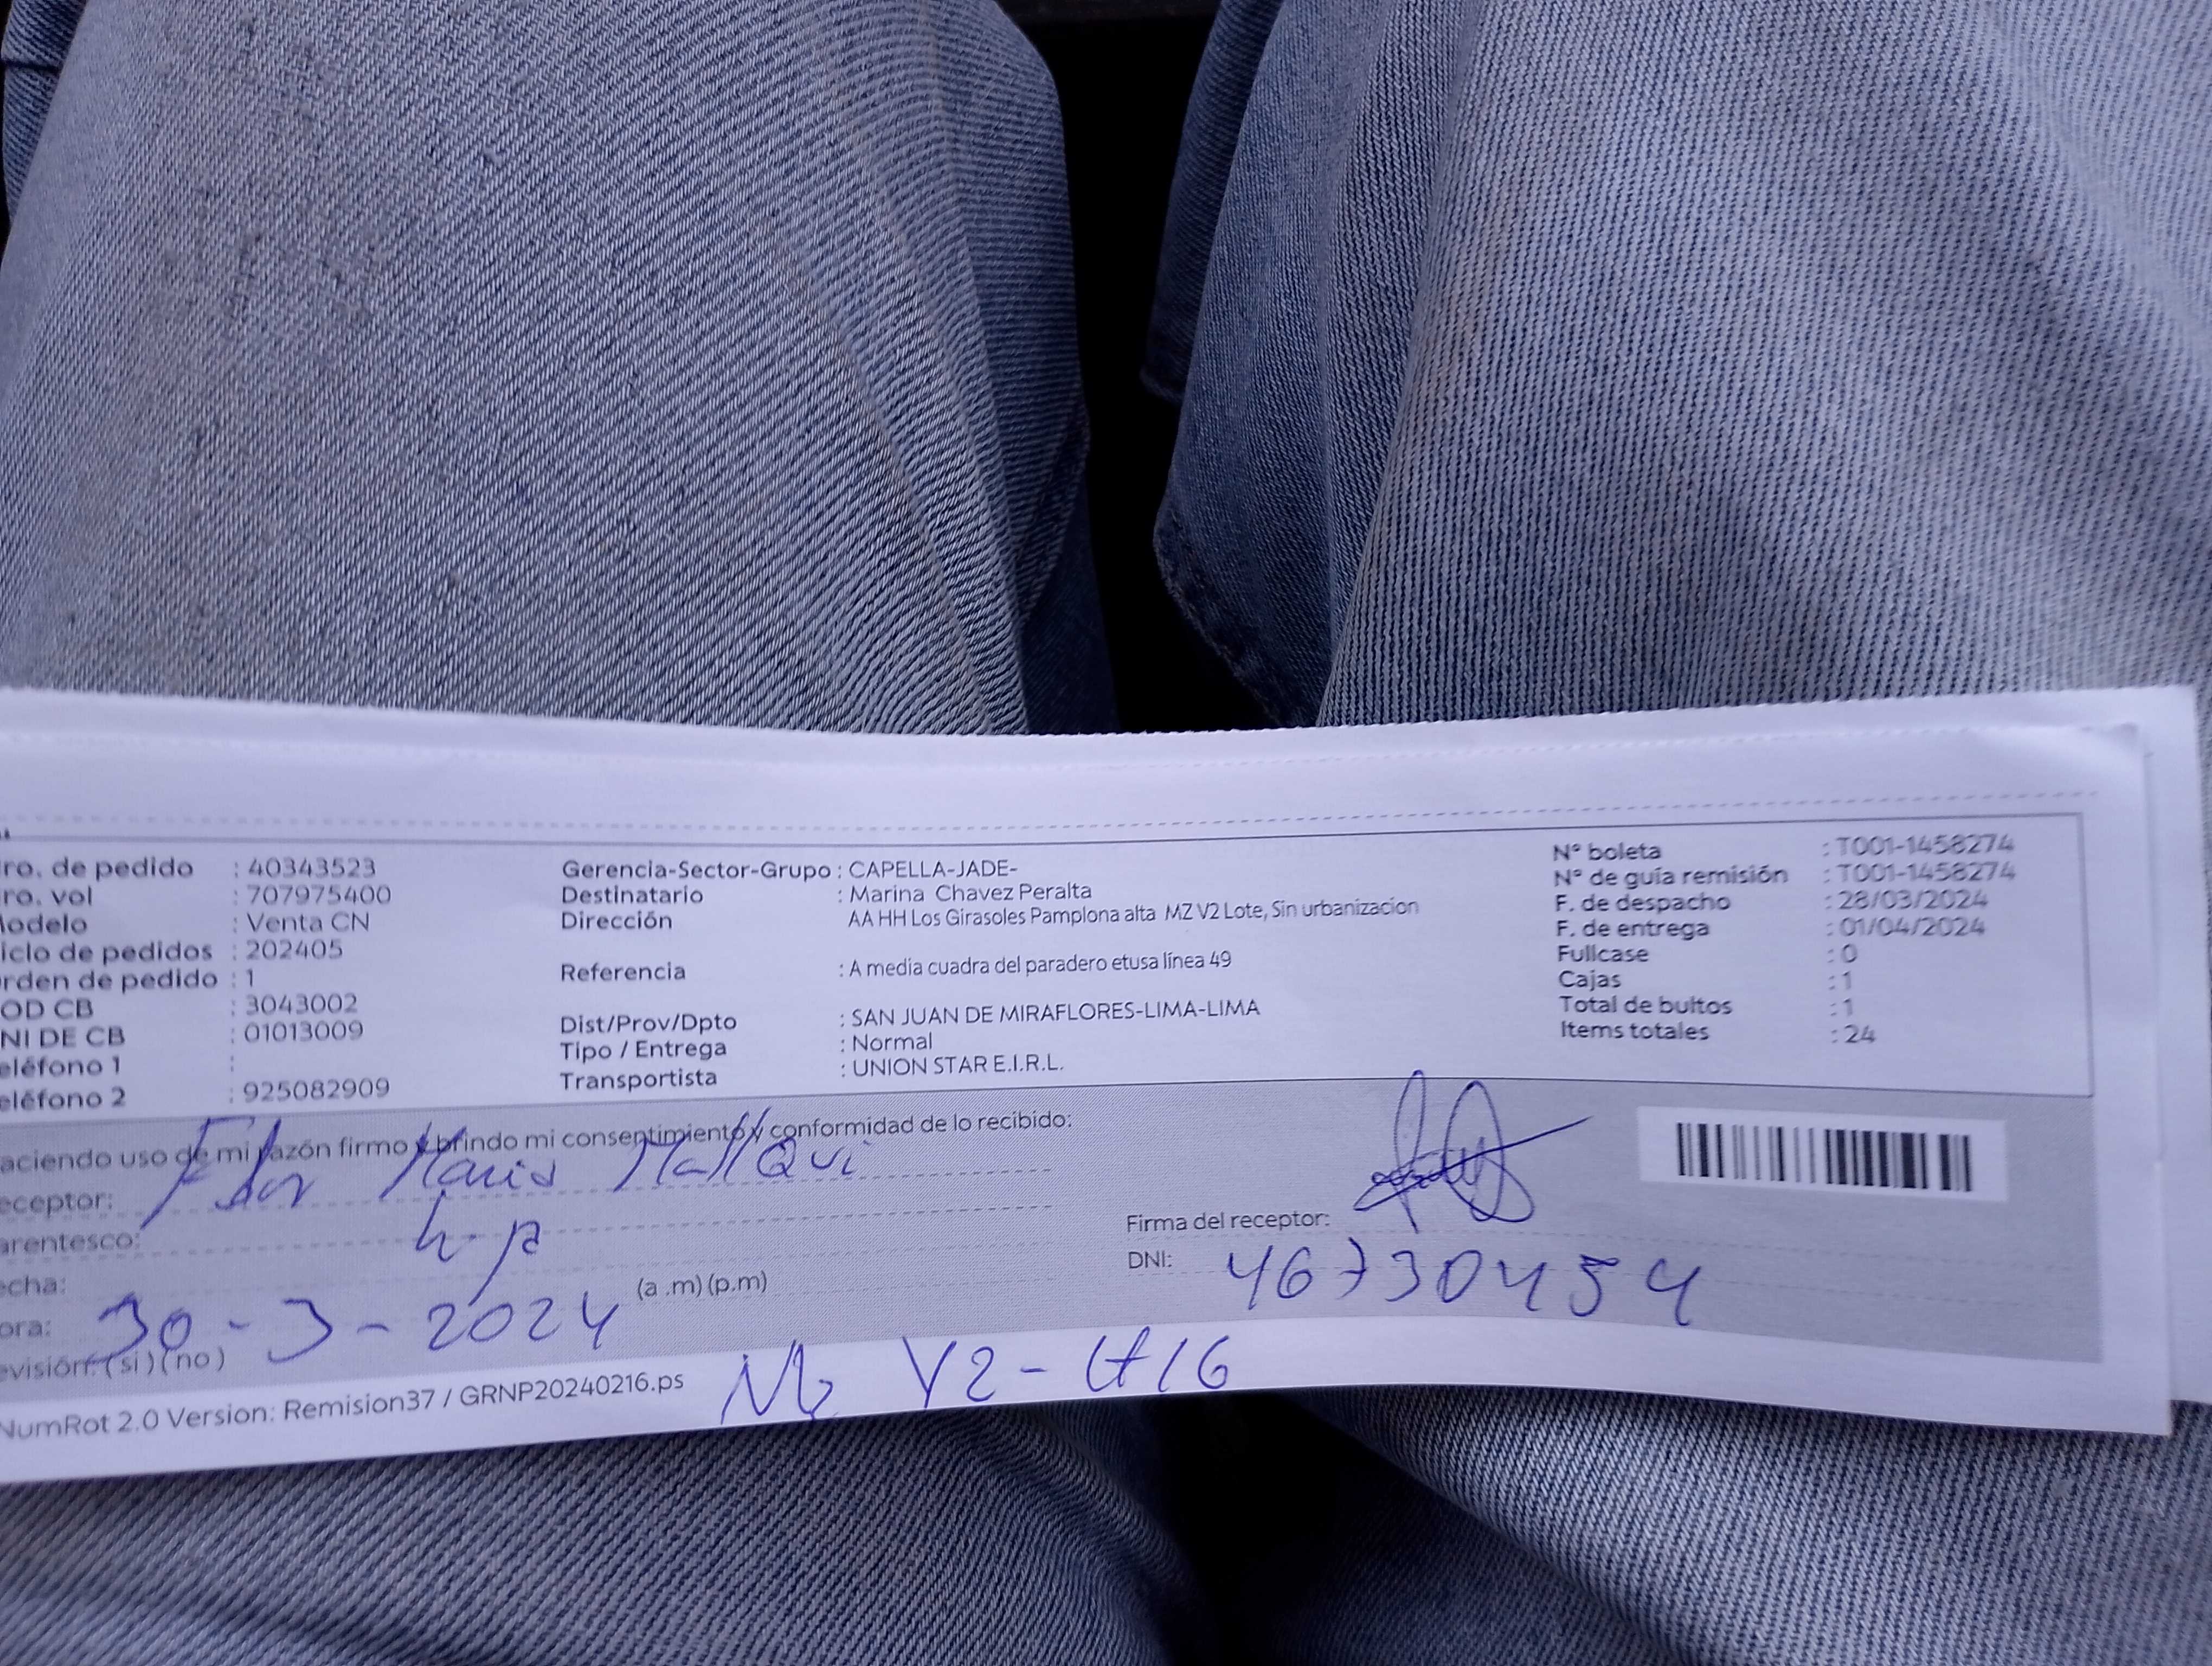 ro. de pedido : 40343523
ro. vol : 707975400
lodelo : Venta CN
iclo de pedidos : 202405
rden de pedido : 1
OD CB : 3043002
NI DE CB : 01013009
eléfono 1 :
eléfono 2 : 925082909
Gerencia-Sector-Grupo : CAPELLA-JADE-
Destinatario : Marina Chavez Peralta
Dirección AA HH Los Girasoles Pamplona alta MZ V2 Lote, Sin urbanizacion
Referencia : A media cuadra del paradero etusa línea 49
Dist/Prov/Dpto : SAN JUAN DE MIRAFLORES-LIMA-LIMA
Tipo / Entrega : Normal
Transportista : UNION STAR E.I.R.L.
N° boleta : T001-1458274
N° de guía remisión : T001-1458274
F. de despacho : 28/03/2024
F. de entrega : 01/04/2024
Fullcase : 0
Cajas : 1
Total de bultos : 1
Items totales : 24
aciendo uso de mi razón firmo y brindo mi consentimiento y conformidad de lo recibido:
eceptor: Flor Maria MallQui
arentesco: h.p
echa:
ora: 30-3-2024 (a .m) (p.m)
evisión: (si) (no)
Firma del receptor:
DNI: 46730454
NumRot 2.0 Version: Remision37 / GRNP20240216.ps
Mz V2-Lt16